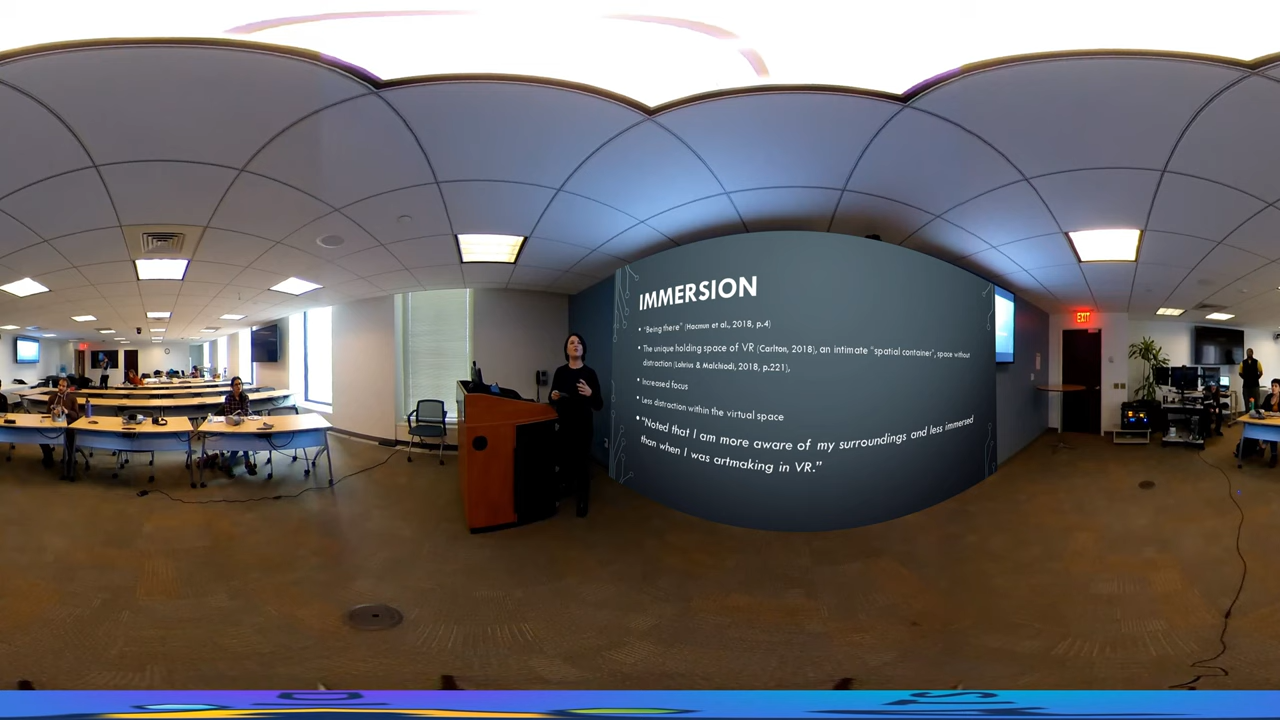 IMMERSION
• "Being there" (Hacmun et al., 2018, p.4)
• The unique holding space of VR (Carlton, 2018), an intimate "spatial container", space without
distraction (Lohrius & Malchiodi, 2018, p.221),
• Increased focus
• Less distraction within the virtual space
• "Noted that I am more aware of my surroundings and less immersed
than when I was artmaking in VR."
EXIT